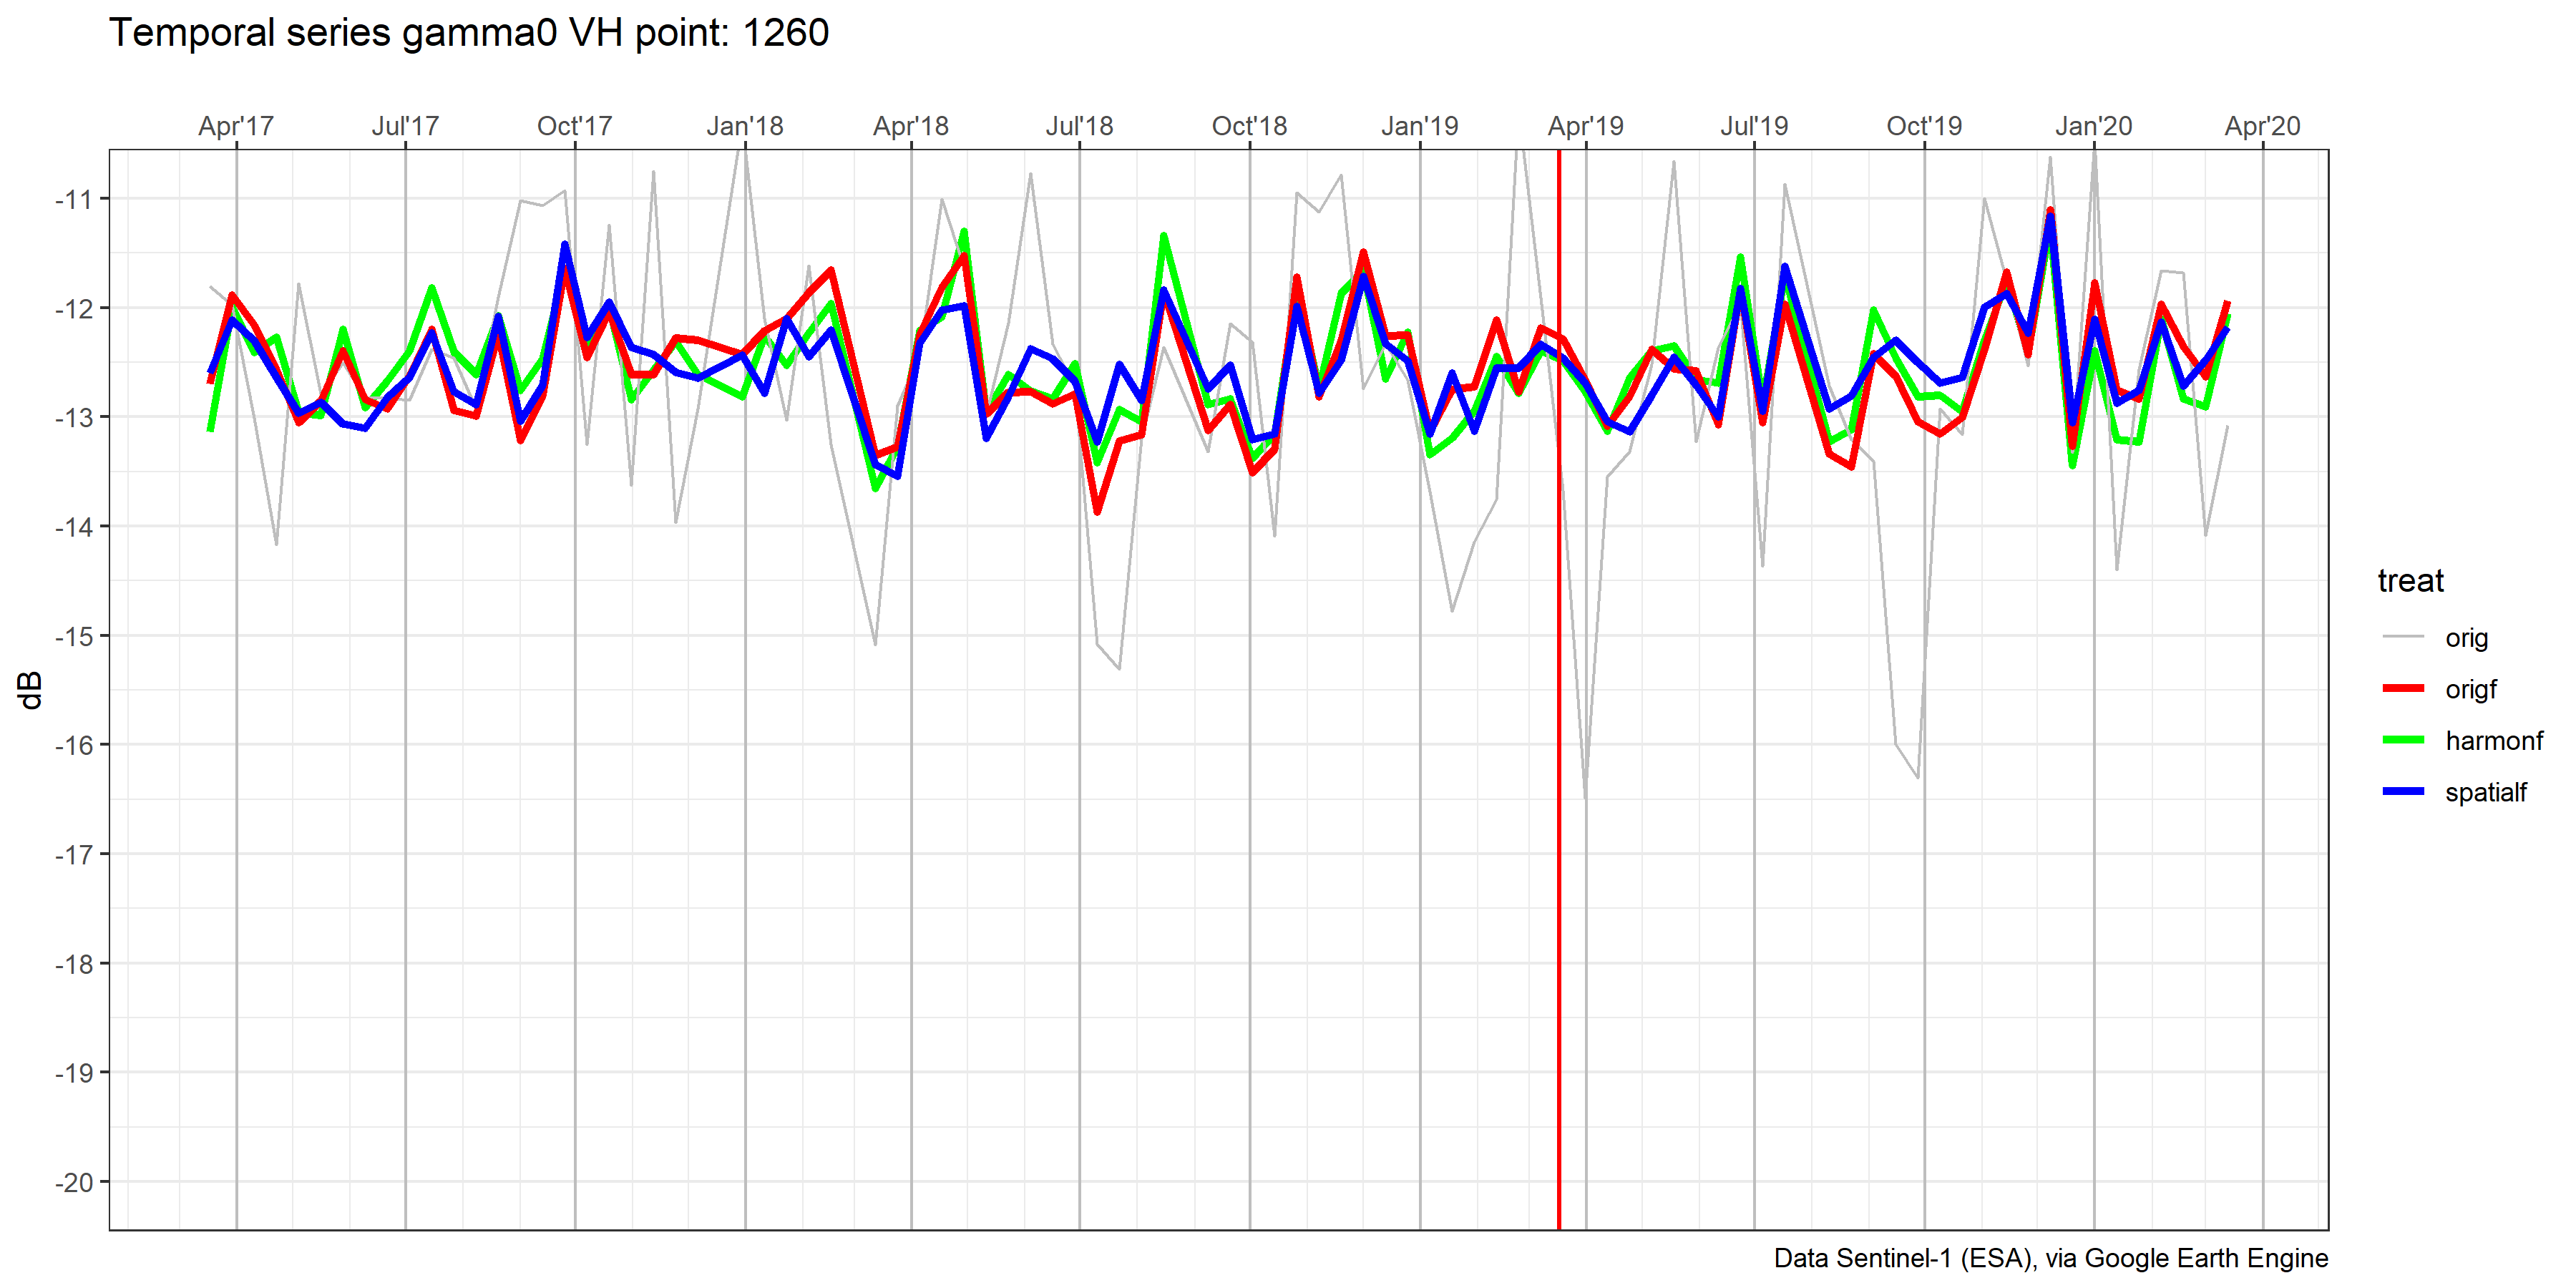 Temporal series gamma0 VH point: 1260
Apr'17 Jul'17 Oct'17 Jan'18 Apr'18 Jul'18 Oct'18 Jan'19 Apr'19 Jul'19 Oct'19 Jan'20 Apr'20
-11
-12
-13
-14
-15
-16
-17
-18
-19
-20
dB
treat
orig
origf
harmonf
spatialf
Data Sentinel-1 (ESA), via Google Earth Engine